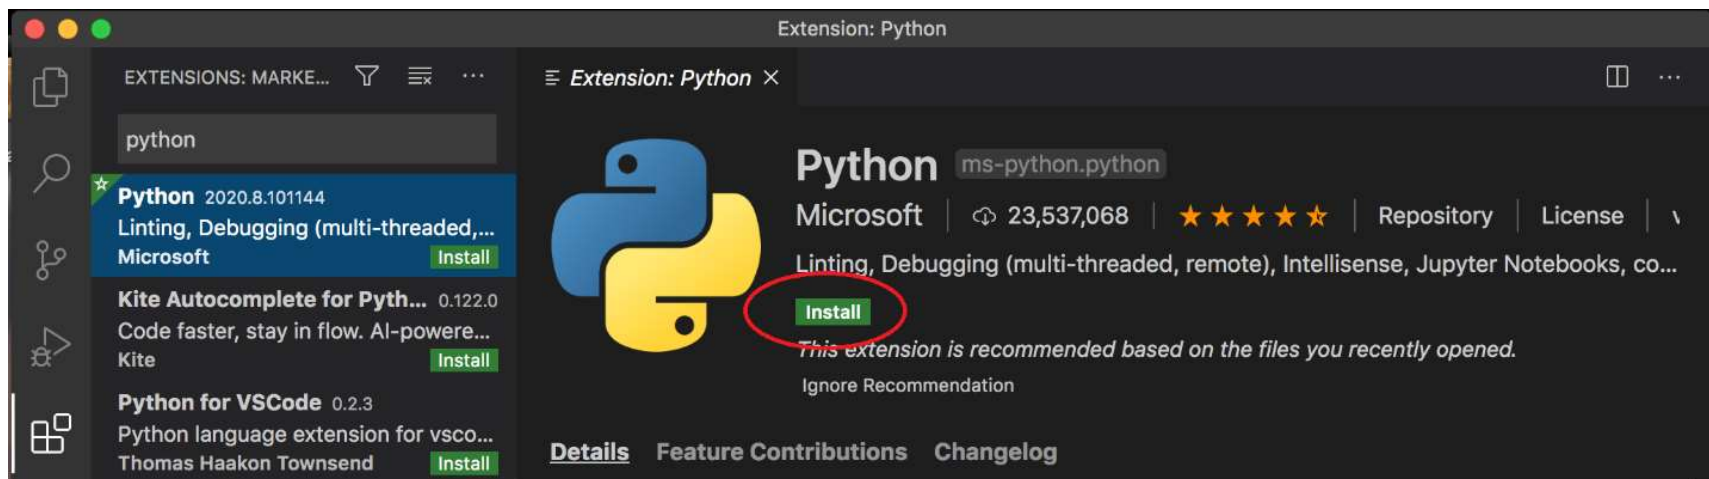 Extension: Python
EXTENSIONS: MARKE...
python
Python 2020.8.101144
Linting, Debugging (multi-threaded,...
Microsoft Install
Kite Autocomplete for Pyth... 0.122.0
Code faster, stay in flow. AI-powere...
Kite Install
Python for VSCode 0.2.3
Python language extension for vsco...
Thomas Haakon Townsend Install
Extension: Python
Python ms-python.python
Microsoft 23,537,068 Repository License
Linting, Debugging (multi-threaded, remote), Intellisense, Jupyter Notebooks, co...
Install
This extension is recommended based on the files you recently opened.
Ignore Recommendation
Details Feature Contributions Changelog